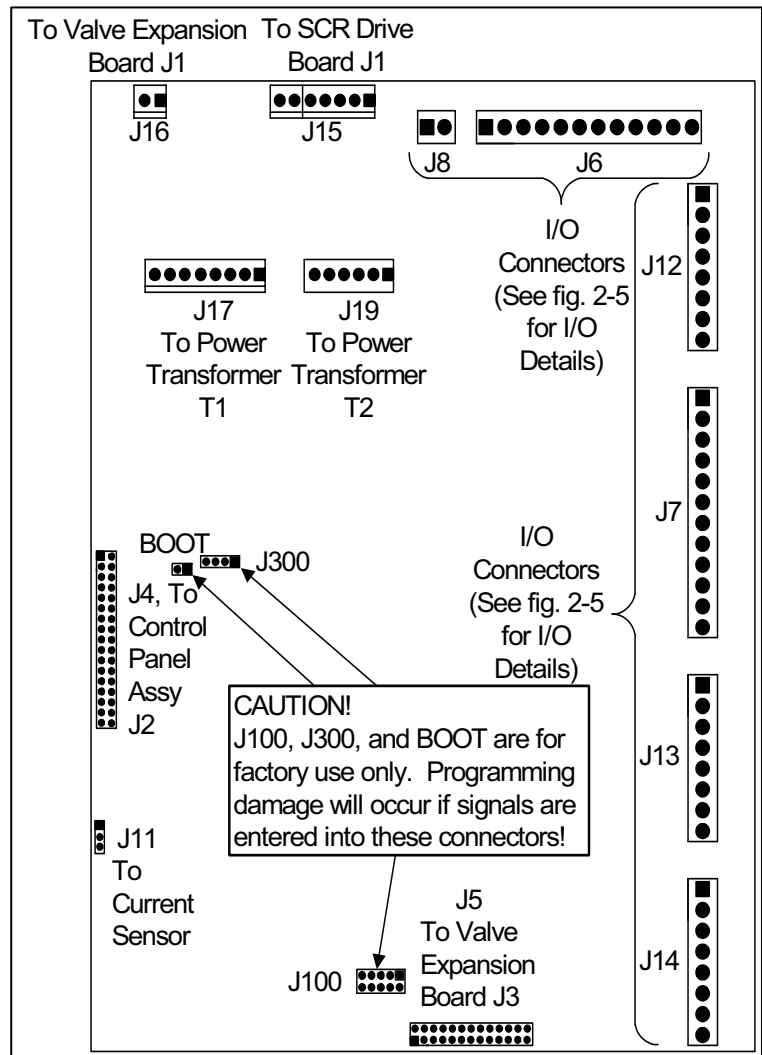 To Valve Expansion
Board J1
To SCR Drive
Board J1
J16
J15
J8
J6
I/O
Connectors
(See fig. 2-5
for I/O
Details)
J12
J17
To Power
Transformer
T1
J19
To Power
Transformer
T2
J7
BOOT
J300
I/O
Connectors
(See fig. 2-5
for I/O
Details)
J4, To
Control
Panel
Assy
J2
CAUTION!
J100, J300, and BOOT are for
factory use only. Programming
damage will occur if signals are
entered into these connectors!
J13
J11
To
Current
Sensor
J5
To Valve
Expansion
Board J3
J100
J14